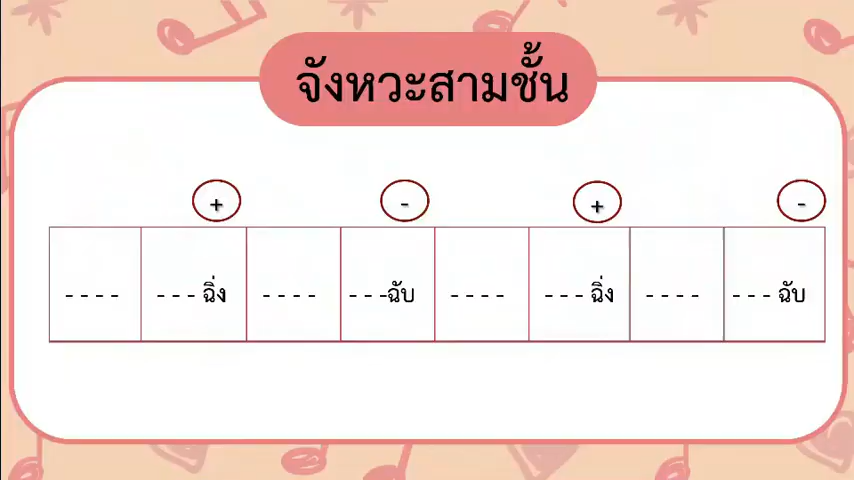 จังหวะสามชั้น
+ - + -
- - - - - - - ฉิ่ง - - - - - - -ฉับ - - - - - - - ฉิ่ง - - - - - - - ฉับ